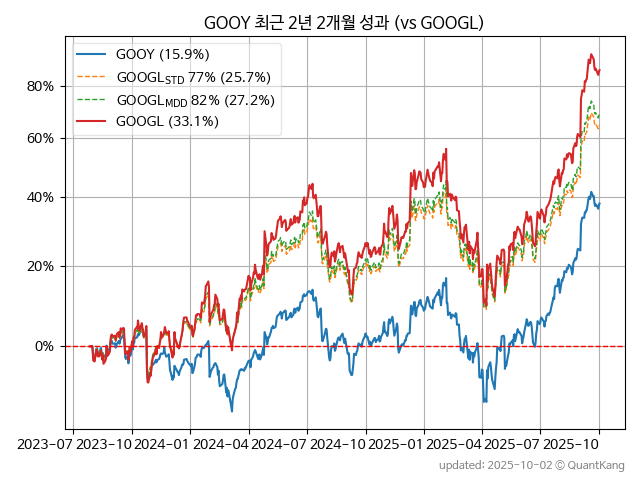 GOOY 최근 2년 2개월 성과 (vs GOOGL)
GOOY (15.9%)
GOOGL_STD 77% (25.7%)
GOOGL_MDD 82% (27.2%)
GOOGL (33.1%)
80%
60%
40%
20%
0%
2023-07 2023-10 2024-01 2024-04 2024-07 2024-10 2025-01 2025-04 2025-07 2025-10
updated: 2025-10-02 © QuantKang